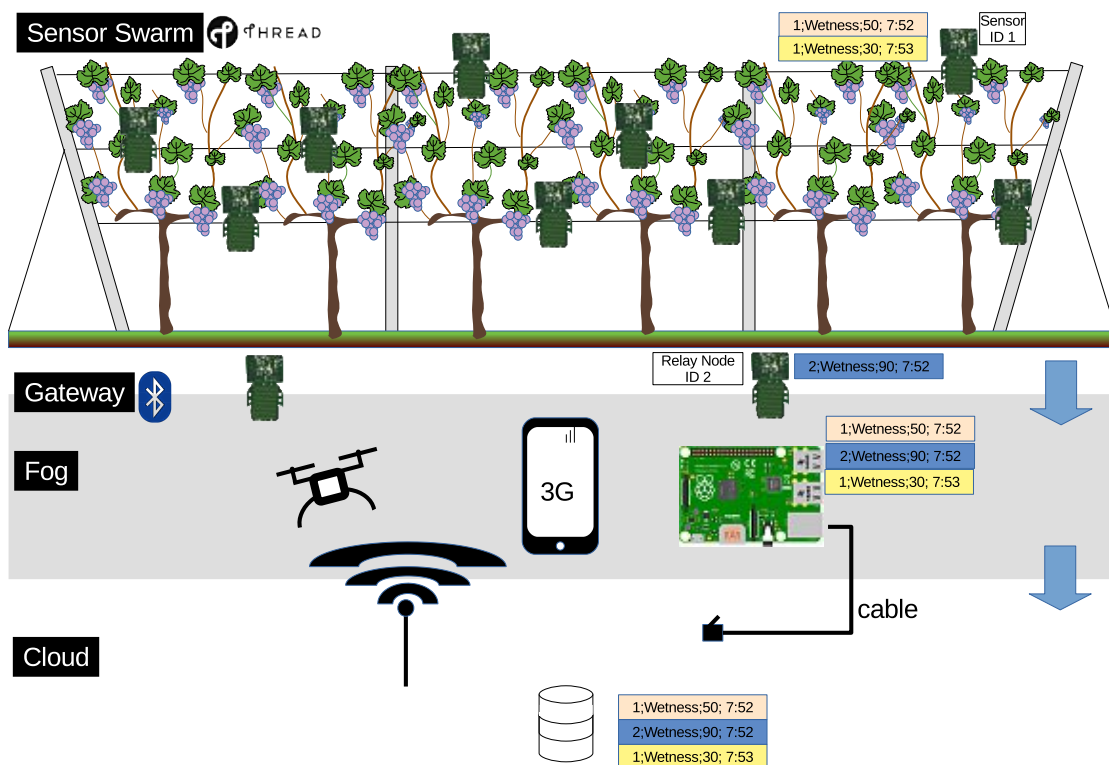 Sensor Swarm
THREAD
1;Wetness;50; 7:52
1;Wetness;30; 7:53
Sensor
ID 1
Gateway
Relay Node
ID 2
2;Wetness;90; 7:52
Fog
3G
1;Wetness;50; 7:52
2;Wetness;90; 7:52
1;Wetness;30; 7:53
cable
Cloud
1;Wetness;50; 7:52
2;Wetness;90; 7:52
1;Wetness;30; 7:53